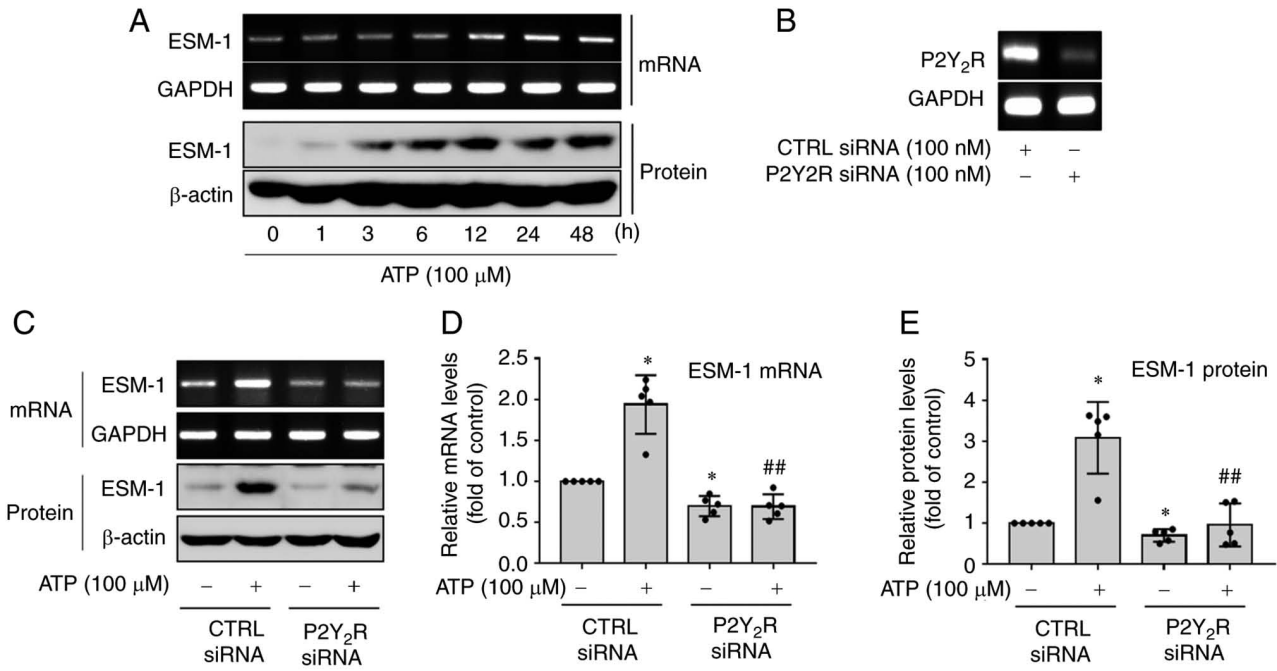 A
ESM-1
GAPDH
mRNA
ESM-1
β-actin
Protein
0 1 3 6 12 24 48 (h)
ATP (100 μM)
B
P2Y₂R
GAPDH
CTRL siRNA (100 nM) + −
P2Y2R siRNA (100 nM) − +
C
mRNA
ESM-1
GAPDH
Protein
ESM-1
β-actin
ATP (100 μM) − + − +
CTRL siRNA
P2Y₂R siRNA
D
Relative mRNA levels
(fold of control)
2.5
2.0
1.5
1.0
0.5
0.0
ESM-1 mRNA
*
*
##
ATP (100 μM) − + − +
CTRL siRNA
P2Y₂R siRNA
E
Relative protein levels
(fold of control)
5
4
3
2
1
0
ESM-1 protein
*
*
##
ATP (100 μM) − + − +
CTRL siRNA
P2Y₂R siRNA